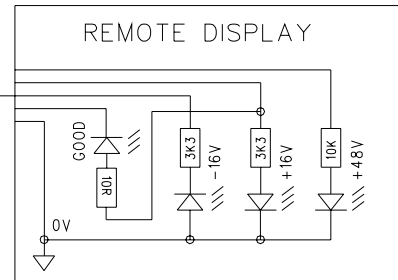 REMOTE DISPLAY
GOOD
10R
3K3
-16V
3K3
+16V
10K
+48V
0V